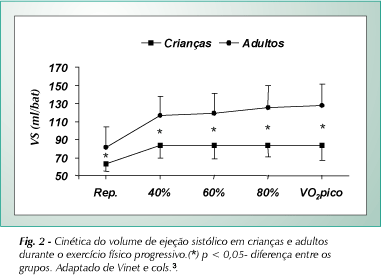 Crianças Adultos
VS (ml/bat)
170
150
130
110
90
70
50
* * * * *
Rep. 40% 60% 80% VO₂pico
Fig. 2 - Cinética do volume de ejeção sistólico em crianças e adultos
durante o exercício físico progressivo.(*) p < 0,05- diferença entre os
grupos. Adaptado de Vinet e cols.³.